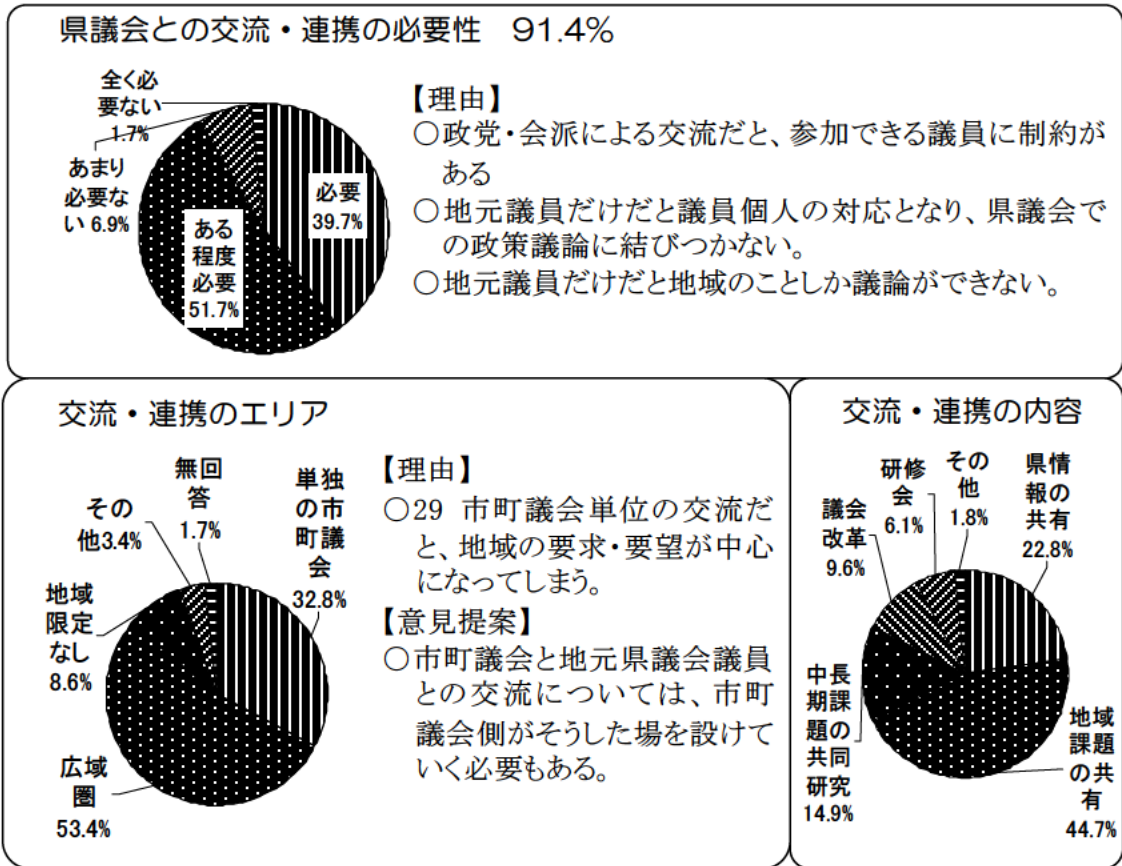 県議会との交流・連携の必要性 91.4%
全く必
要ない
1.7%
あまり
必要な
い 6.9%
ある
程度
必要
51.7%
必要
39.7%
【理由】
○政党・会派による交流だと、参加できる議員に制約が
ある
○地元議員だけだと議員個人の対応となり、県議会で
の政策議論に結びつかない。
○地元議員だけだと地域のことしか議論ができない。
交流・連携のエリア
無回
答
1.7%
その
他3.4%
地域
限定
なし
8.6%
広域
圏
53.4%
単独
の市
町議
会
32.8%
【理由】
○29 市町議会単位の交流だ
と、地域の要求・要望が中心
になってしまう。
【意見提案】
○市町議会と地元県議会議員
との交流については、市町
議会側がそうした場を設けて
いく必要もある。
交流・連携の内容
その
他
1.8%
研修
会
6.1%
議会
改革
9.6%
中長
期課
題の
共同
研究
14.9%
県情
報の
共有
22.8%
地域
課題
の共
有
44.7%